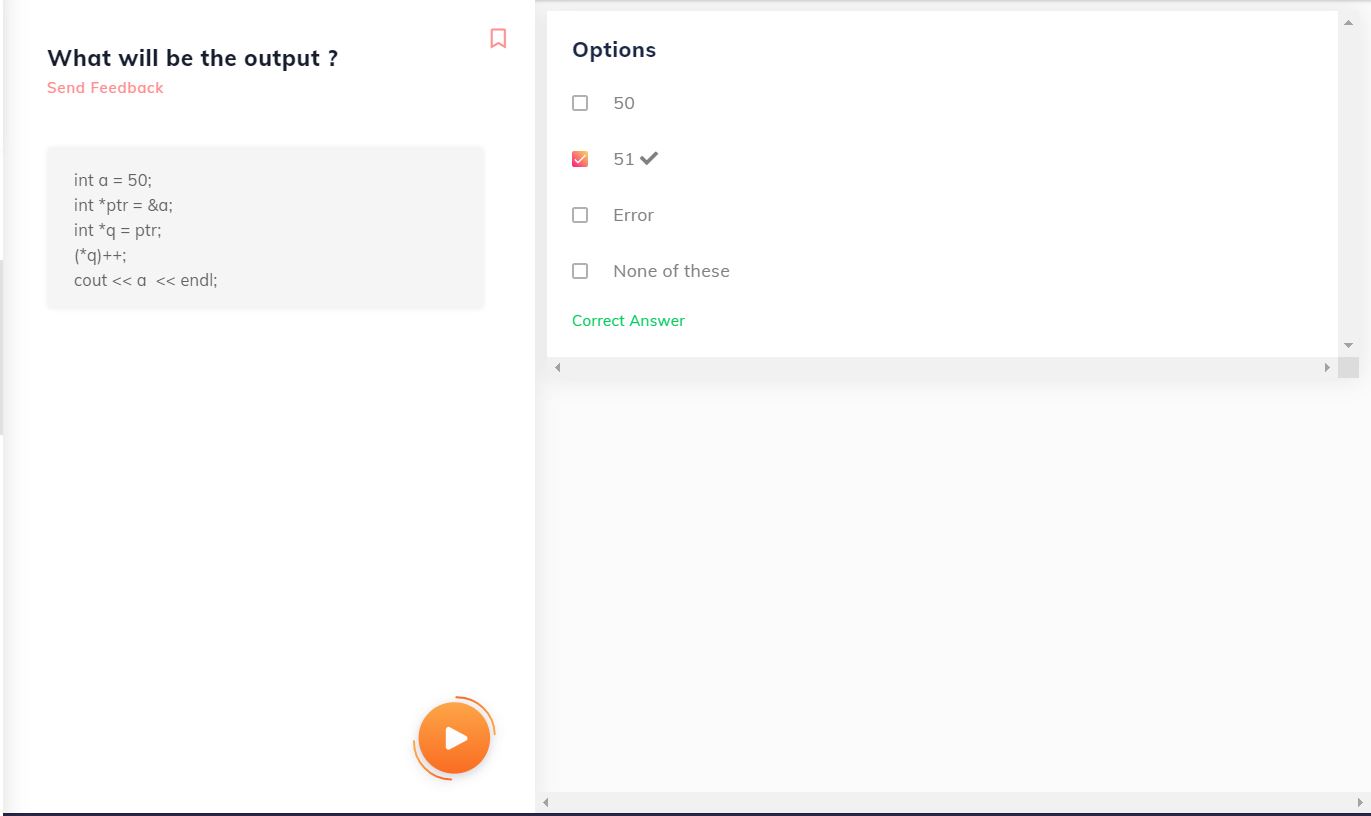 What will be the output ?
Send Feedback
int a = 50;
int *ptr = &a;
int *q = ptr;
(*q)++;
cout << a  << endl;
Options
50
51
Error
None of these
Correct Answer